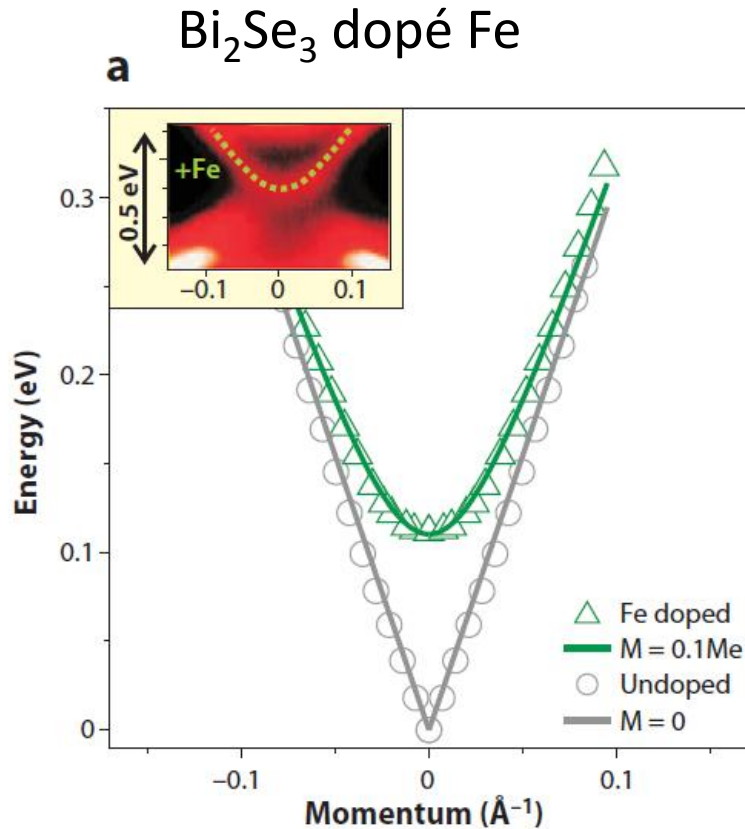 Bi₂Se₃ dopé Fe
a
+Fe
0.5 eV
−0.1 0 0.1
0.3
0.2
0.1
0
Energy (eV)
Fe doped
M = 0.1Me
Undoped
M = 0
−0.1 0 0.1
Momentum (Å⁻¹)